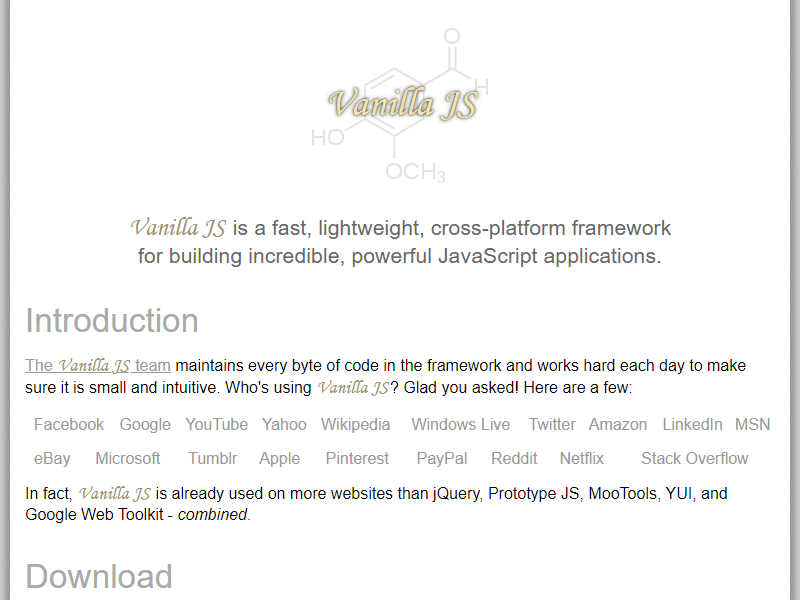 O
H
Vanilla JS
HO
OCH3
Vanilla JS is a fast, lightweight, cross-platform framework
for building incredible, powerful JavaScript applications.
Introduction
The Vanilla JS team maintains every byte of code in the framework and works hard each day to make
sure it is small and intuitive. Who's using Vanilla JS? Glad you asked! Here are a few:
Facebook Google YouTube Yahoo Wikipedia Windows Live Twitter Amazon LinkedIn MSN
eBay Microsoft Tumblr Apple Pinterest PayPal Reddit Netflix Stack Overflow
In fact, Vanilla JS is already used on more websites than jQuery, Prototype JS, MooTools, YUI, and
Google Web Toolkit - combined.
Download